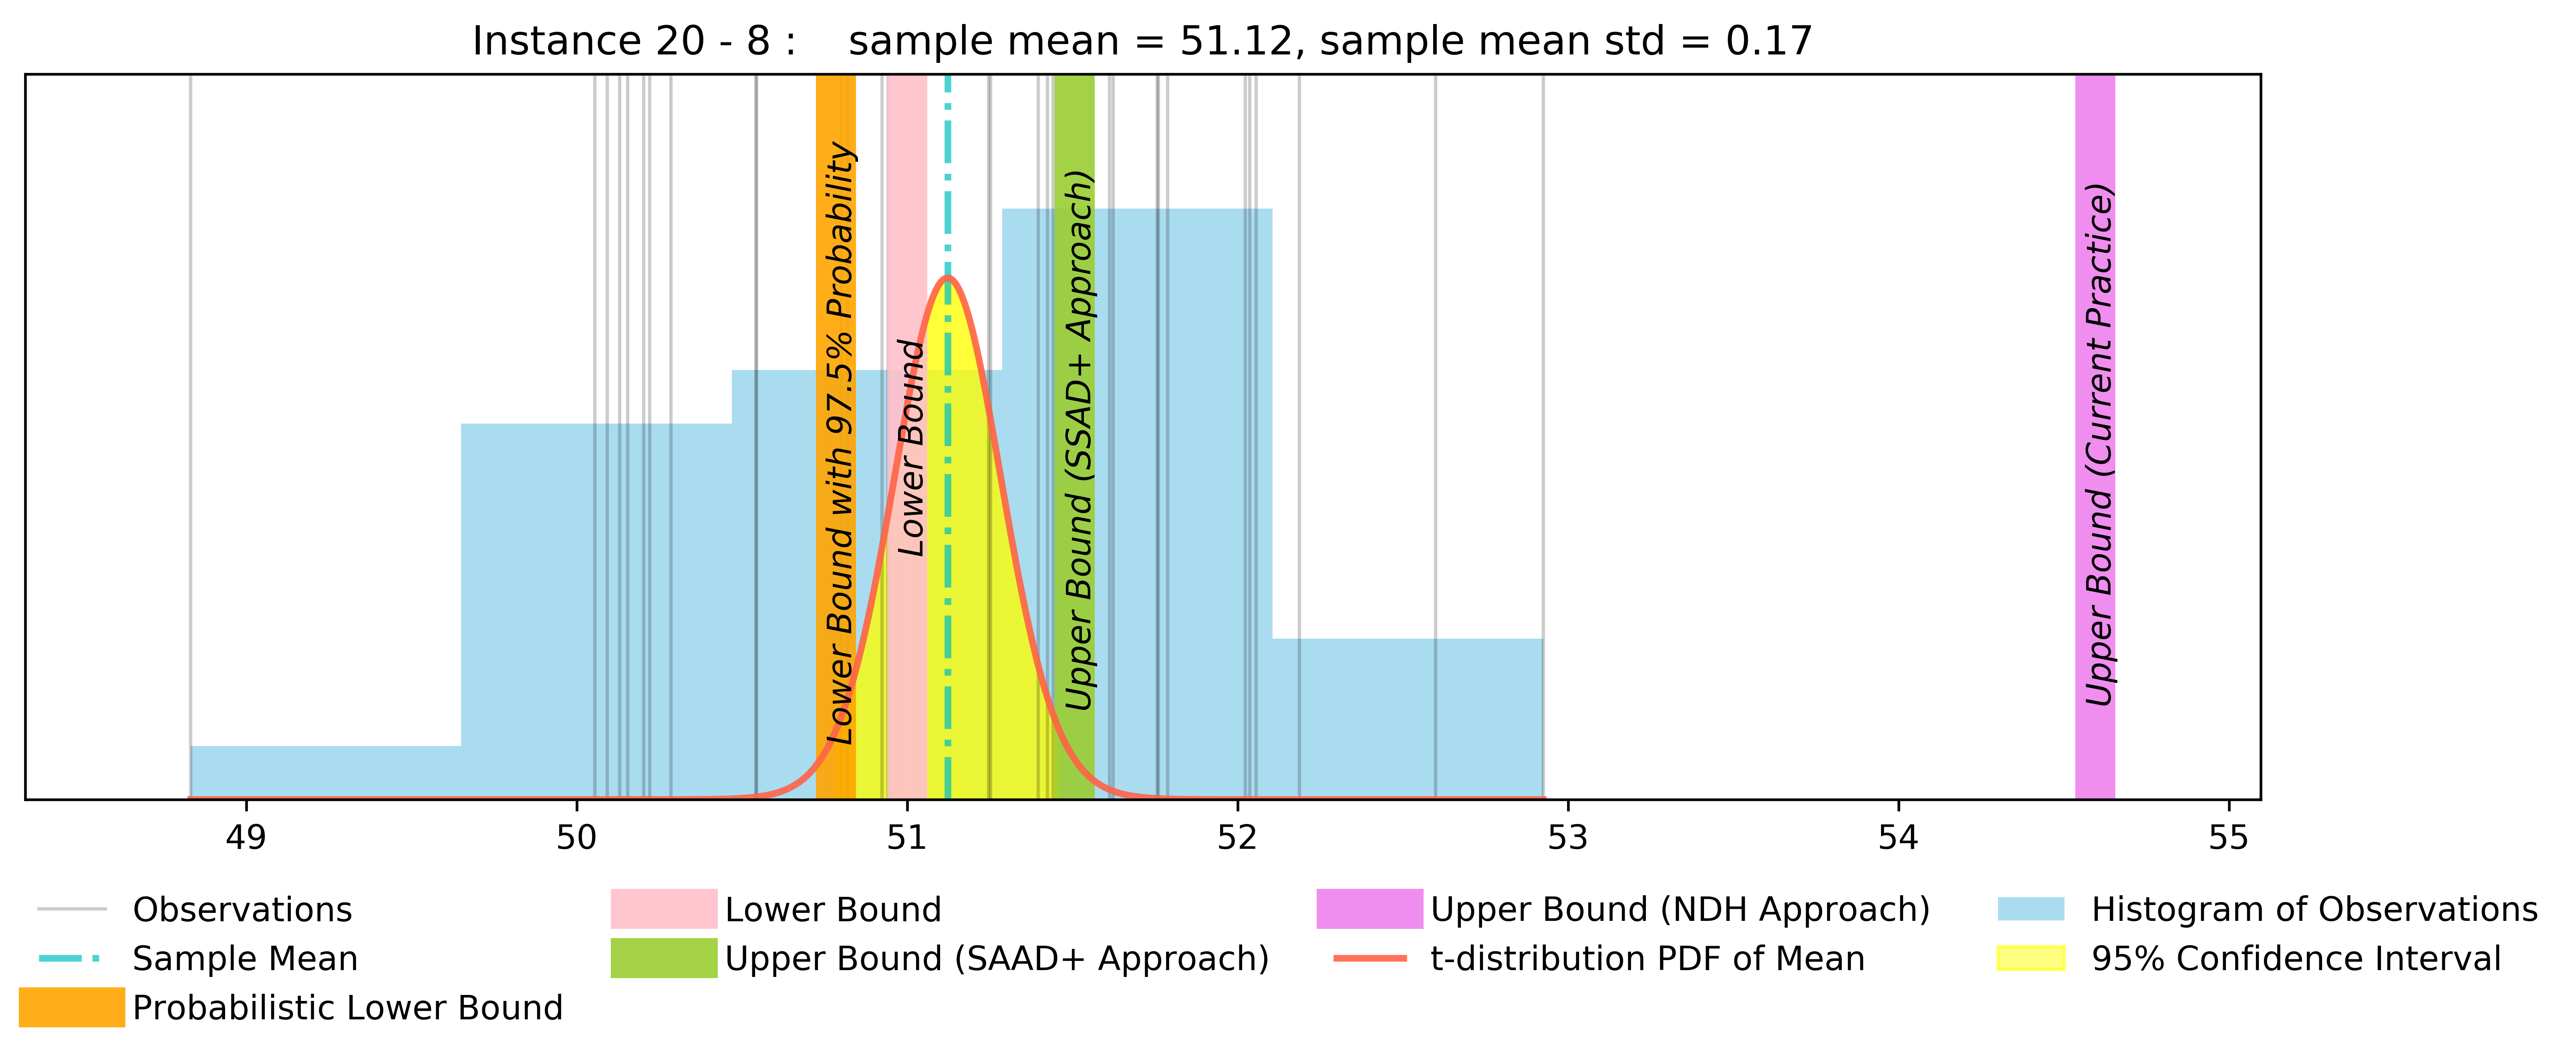 Instance 20 - 8 :    sample mean = 51.12, sample mean std = 0.17
Lower Bound with 97.5% Probability
Lower Bound
Upper Bound (SSAD+ Approach)
Upper Bound (Current Practice)
49 50 51 52 53 54 55
Observations
Sample Mean
Probabilistic Lower Bound
Lower Bound
Upper Bound (SAAD+ Approach)
Upper Bound (NDH Approach)
t-distribution PDF of Mean
Histogram of Observations
95% Confidence Interval